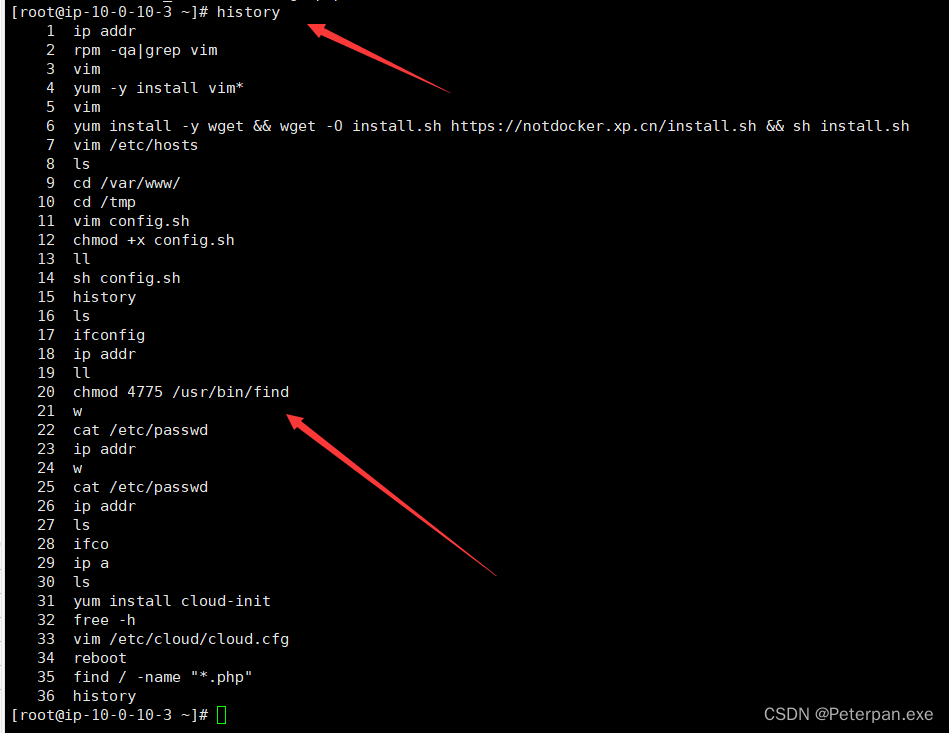 [root@ip-10-0-10-3 ~]# history
1 ip addr
2 rpm -qa|grep vim
3 vim
4 yum -y install vim*
5 vim
6 yum install -y wget && wget -O install.sh https://notdocker.xp.cn/install.sh && sh install.sh
7 vim /etc/hosts
8 ls
9 cd /var/www/
10 cd /tmp
11 vim config.sh
12 chmod +x config.sh
13 ll
14 sh config.sh
15 history
16 ls
17 ifconfig
18 ip addr
19 ll
20 chmod 4775 /usr/bin/find
21 w
22 cat /etc/passwd
23 ip addr
24 w
25 cat /etc/passwd
26 ip addr
27 ls
28 ifco
29 ip a
30 ls
31 yum install cloud-init
32 free -h
33 vim /etc/cloud/cloud.cfg
34 reboot
35 find / -name "*.php"
36 history
[root@ip-10-0-10-3 ~]#
CSDN @Peterpan.exe